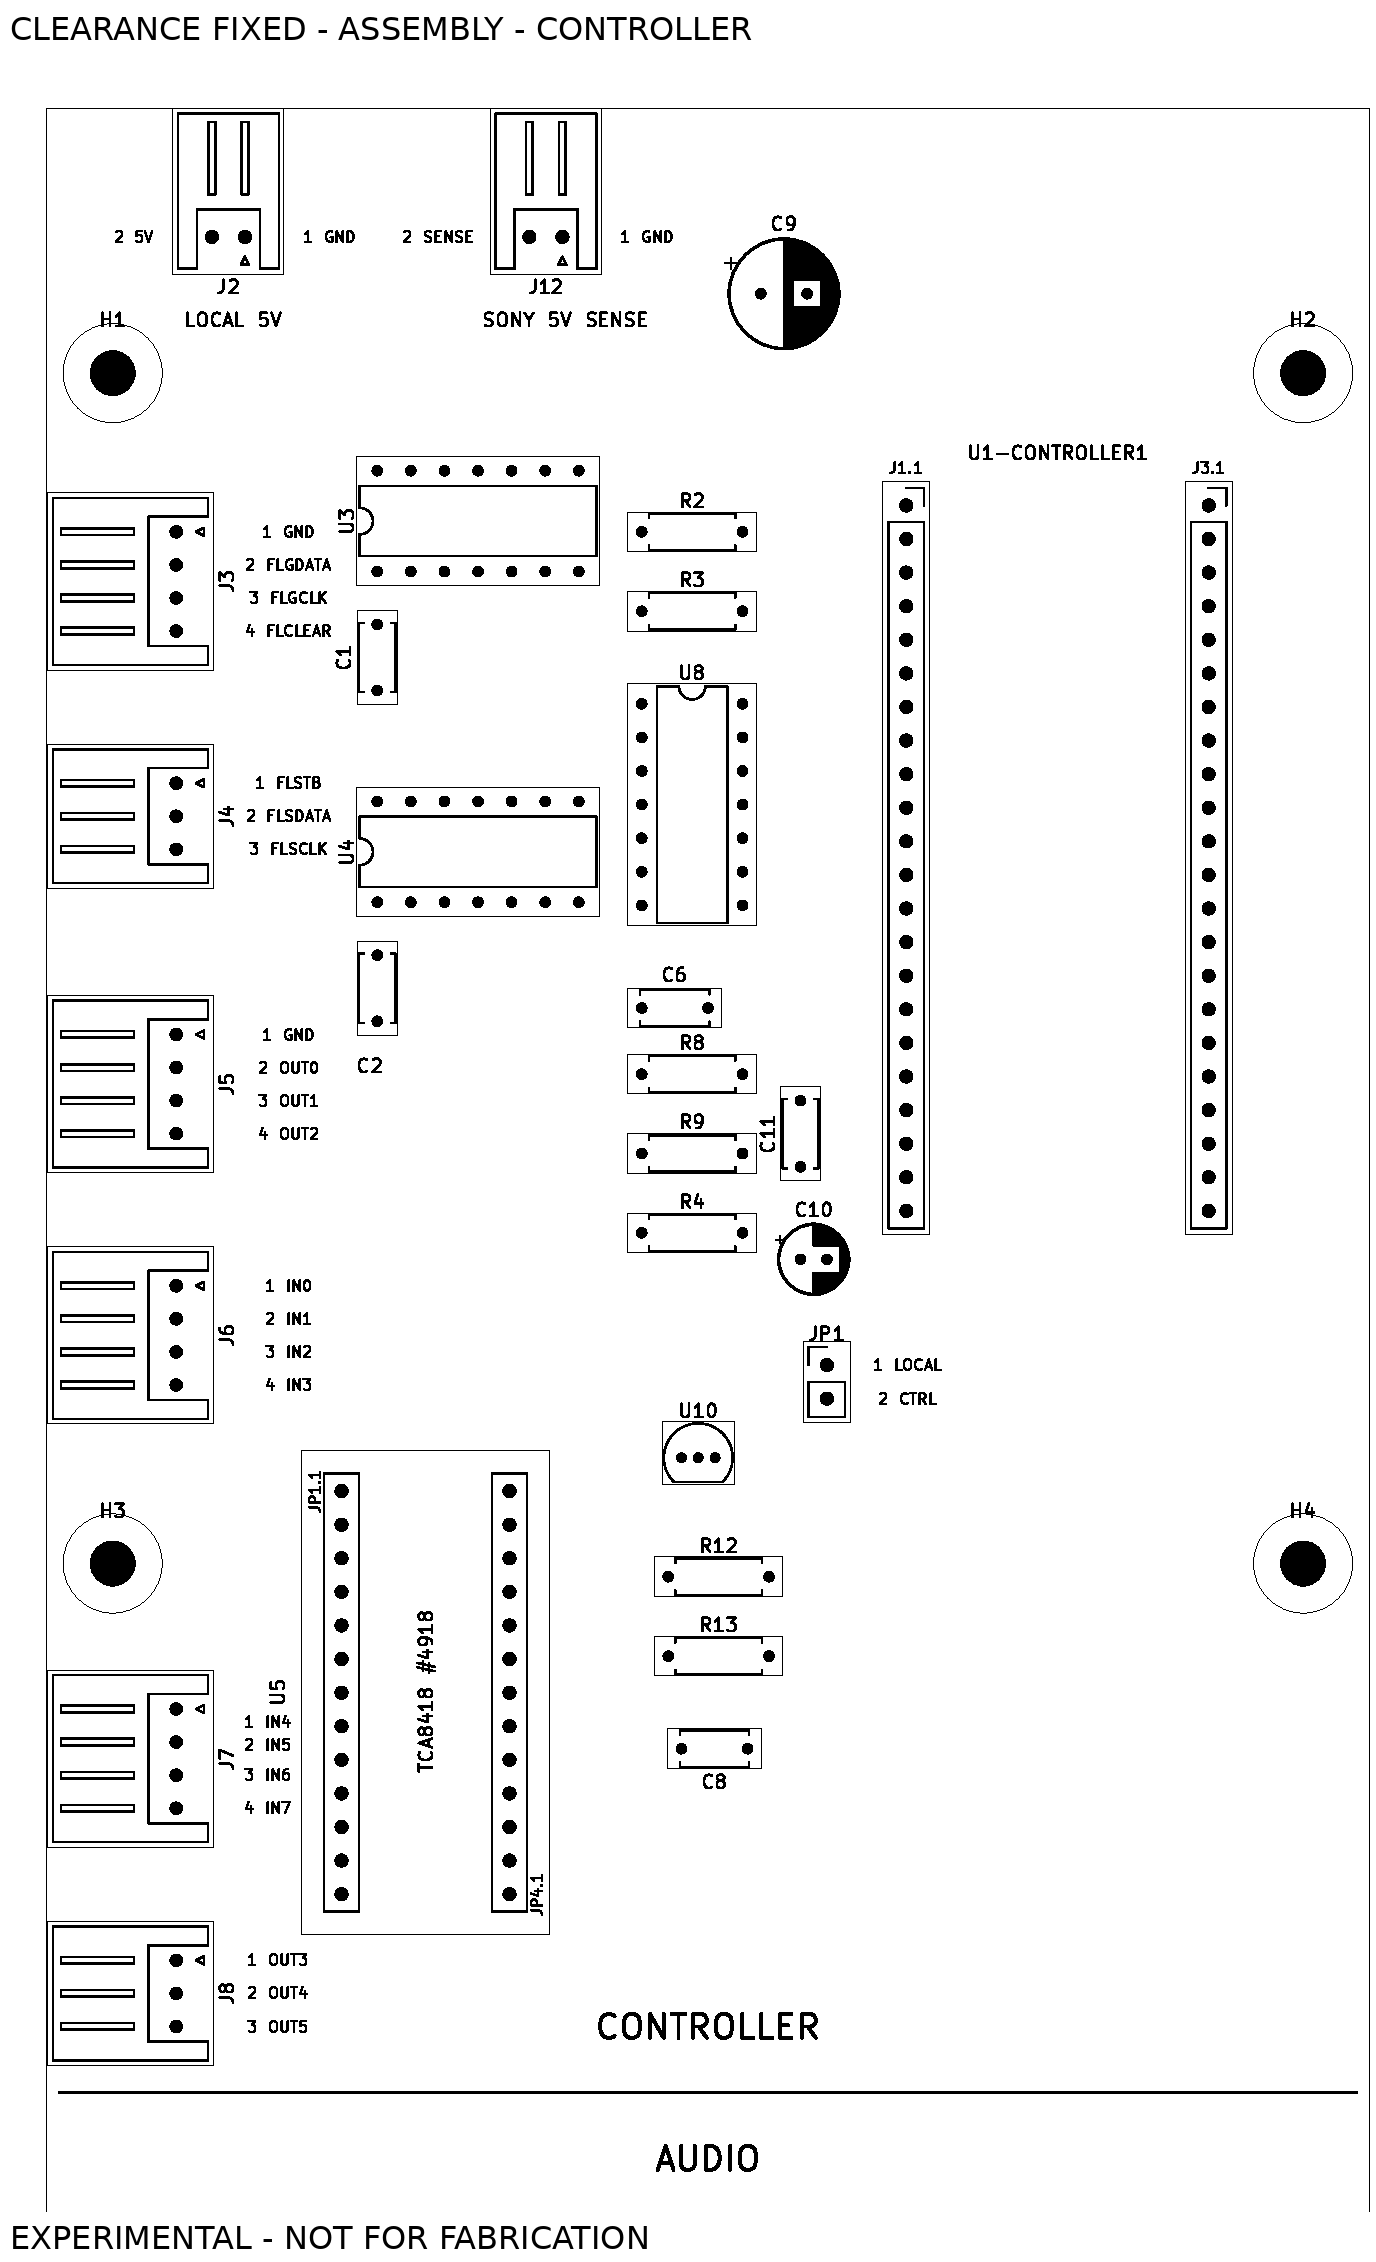 CLEARANCE FIXED - ASSEMBLY - CONTROLLER
C9
2 5V
1 GND
2 SENSE
1 GND
J2
J12
LOCAL 5V
SONY 5V SENSE
H1
H2
U1-CONTROLLER1
J1.1
J3.1
R2
U3
1 GND
2 FLGDATA
J3
R3
3 FLGCLK
4 FLCLEAR
C1
U8
1 FLSTB
J4
2 FLSDATA
3 FLSCLK
U4
C6
1 GND
R8
C2
2 OUT0
J5
3 OUT1
R9
C11
4 OUT2
R4
C10
1 IN0
2 IN1
J6
JP1
3 IN2
1 LOCAL
4 IN3
2 CTRL
U10
JP1.1
H3
H4
R12
R13
TCA8418 #4918
U5
1 IN4
2 IN5
J7
3 IN6
C8
4 IN7
JP4.1
1 OUT3
J8
2 OUT4
3 OUT5
CONTROLLER
AUDIO
EXPERIMENTAL - NOT FOR FABRICATION